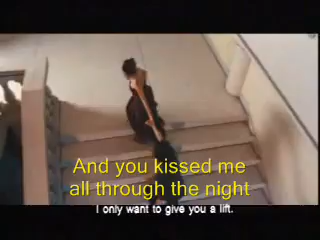 And you kissed me
all through the night
I only want to give you a lift.